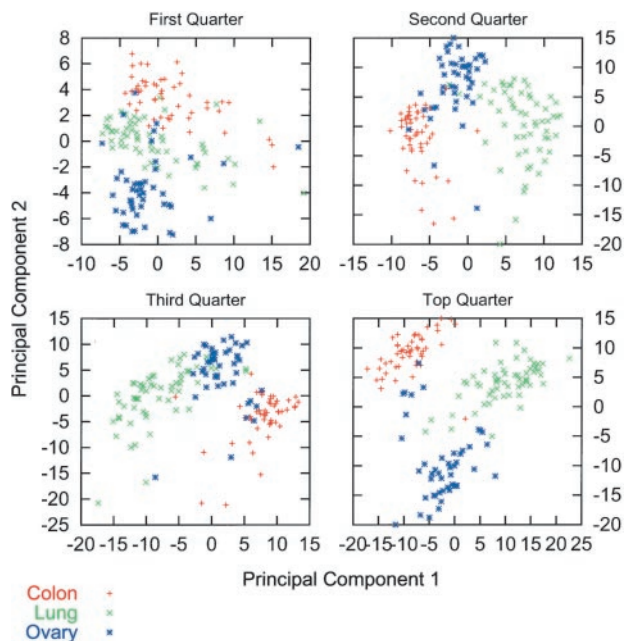 First Quarter
Second Quarter
8
6
4
2
0
-2
-4
-6
-8
-10 -5 0 5 10 15 20
15
10
5
0
-5
-10
-15
-20
-15 -10 -5 0 5 10 15
Principal Component 2
Third Quarter
Top Quarter
15
10
5
0
-5
-10
-15
-20
-25
-20 -15 -10 -5 0 5 10 15
15
10
5
0
-5
-10
-15
-20
-20 -15 -10 -5 0 5 10 15 20 25
Principal Component 1
Colon
Lung
Ovary